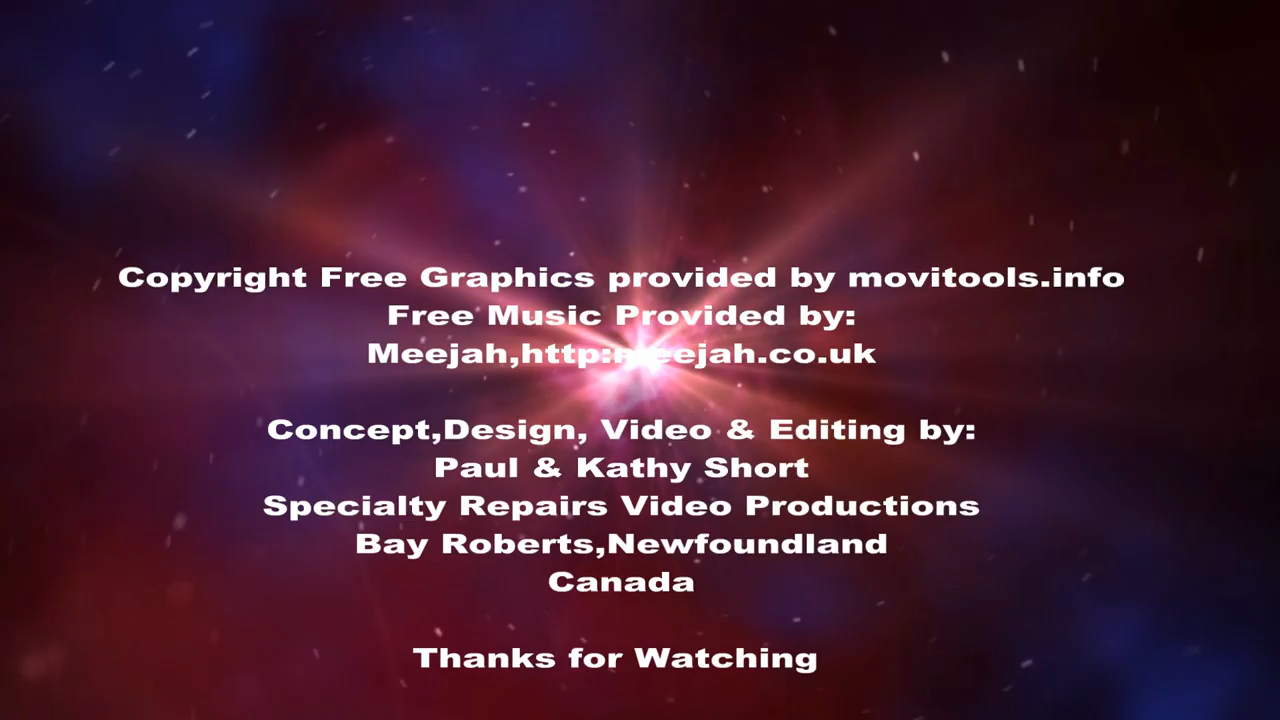 Copyright Free Graphics provided by movitools.info
Free Music Provided by:
Meejah,http:meejah.co.uk
Concept,Design, Video & Editing by:
Paul & Kathy Short
Specialty Repairs Video Productions
Bay Roberts,Newfoundland
Canada
Thanks for Watching